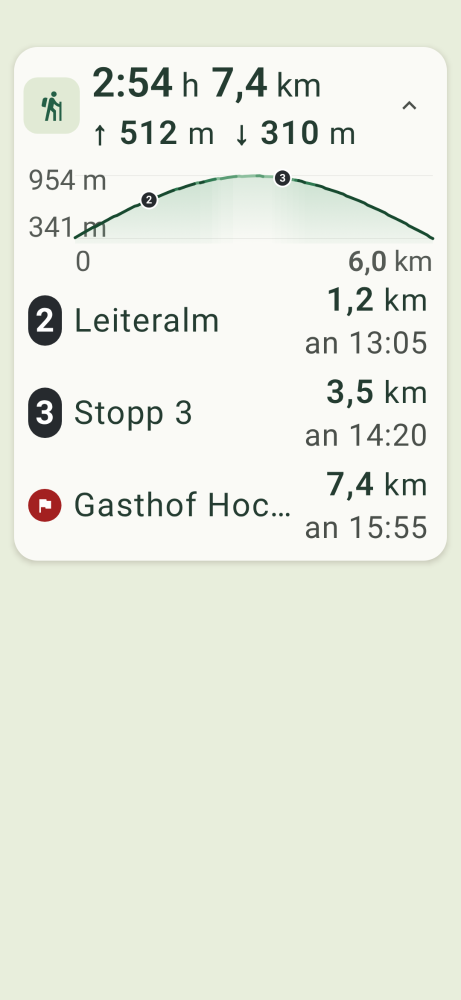 2:54 h 7,4 km
↑ 512 m ↓ 310 m
954 m
3
2
341 m
0 6,0 km
2 Leiteralm 1,2 km
an 13:05
3 Stopp 3 3,5 km
an 14:20
Gasthof Hoc… 7,4 km
an 15:55